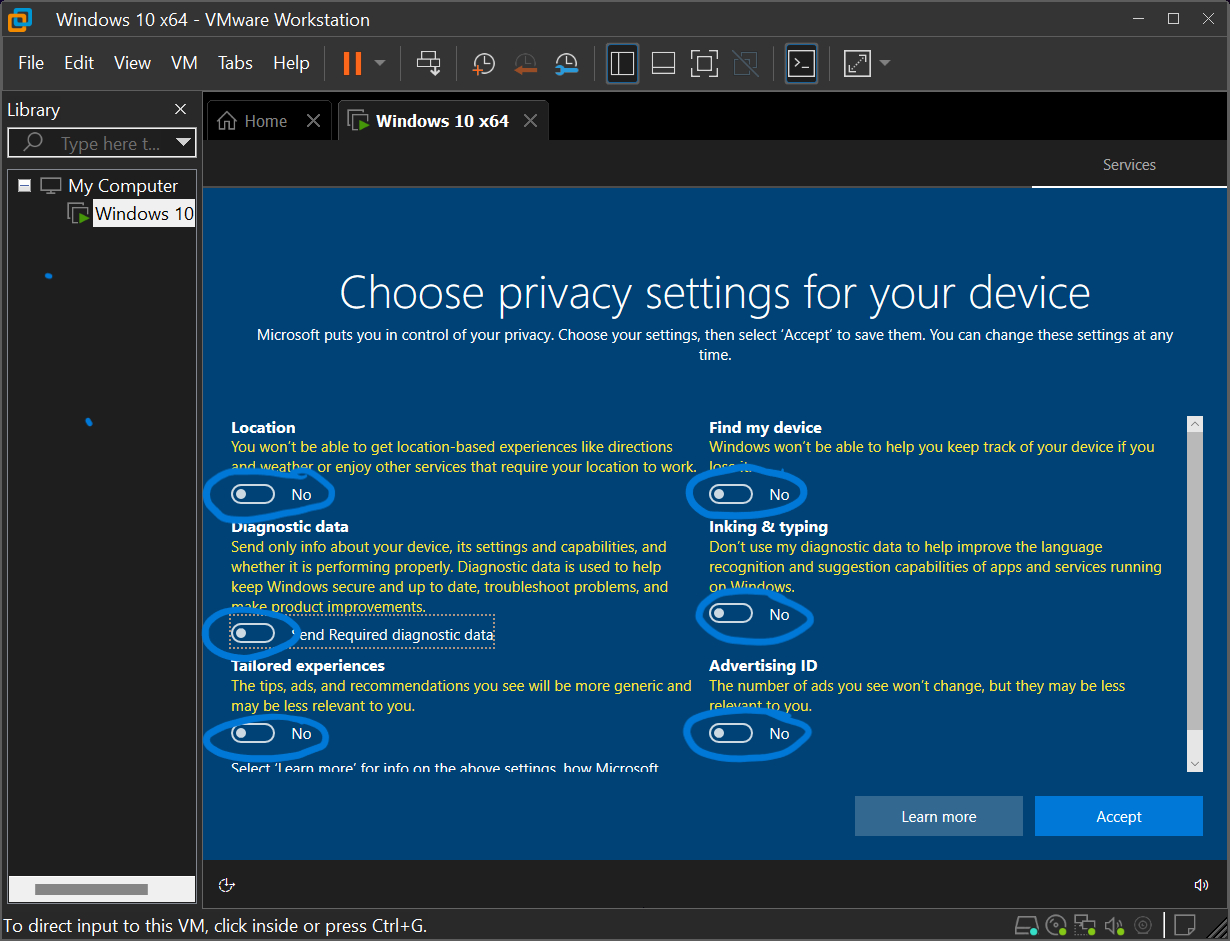 Windows 10 x64 - VMware Workstation
File Edit View VM Tabs Help
Library
Type here t...
My Computer
Windows 10
Home
Windows 10 x64
Services
Choose privacy settings for your device
Microsoft puts you in control of your privacy. Choose your settings, then select ‘Accept’ to save them. You can change these settings at any
time.
Location
You won’t be able to get location-based experiences like directions
and weather or enjoy other services that require your location to work.
No
Find my device
Windows won’t be able to help you keep track of your device if you
lose it.
No
Diagnostic data
Send only info about your device, its settings and capabilities, and
whether it is performing properly. Diagnostic data is used to help
keep Windows secure and up to date, troubleshoot problems, and
make product improvements.
Send Required diagnostic data
Inking & typing
Don’t use my diagnostic data to help improve the language
recognition and suggestion capabilities of apps and services running
on Windows.
No
Tailored experiences
The tips, ads, and recommendations you see will be more generic and
may be less relevant to you.
No
Advertising ID
The number of ads you see won’t change, but they may be less
relevant to you.
No
Select ‘Learn more’ for info on the above settings, how Microsoft
Learn more
Accept
To direct input to this VM, click inside or press Ctrl+G.